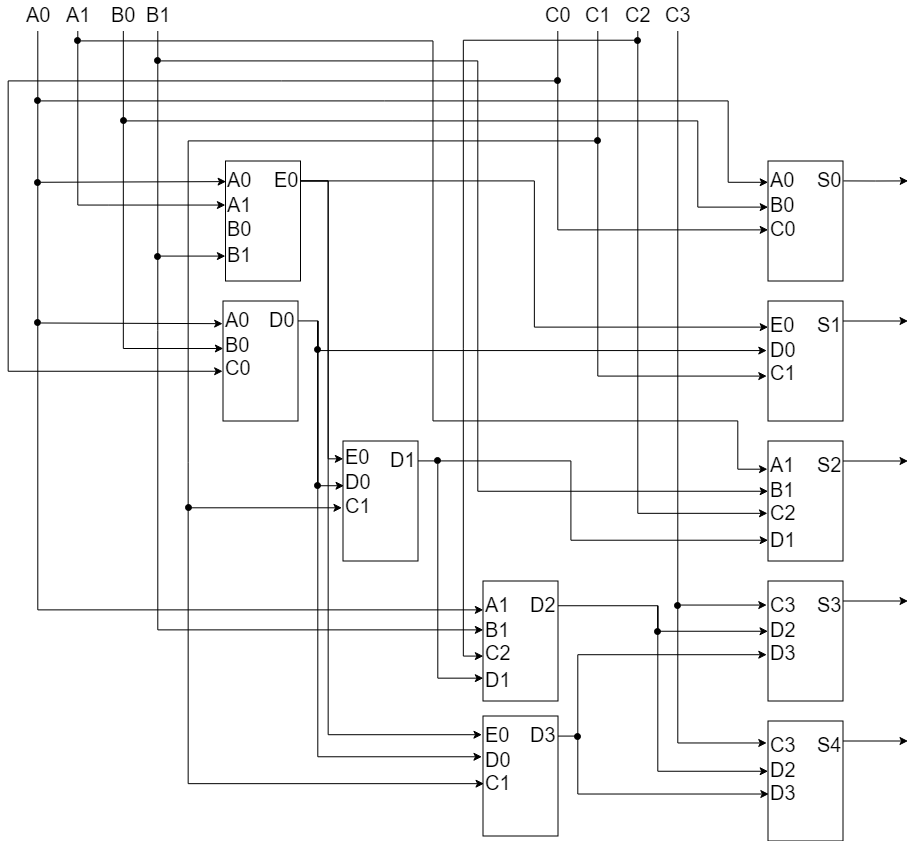 A0 A1 B0 B1 C0 C1 C2 C3
A0 E0
A1
B0
B1
A0 S0
B0
C0
A0 D0
B0
C0
E0 S1
D0
C1
E0 D1
D0
C1
A1 S2
B1
C2
D1
A1 D2
B1
C2
D1
C3 S3
D2
D3
E0 D3
D0
C1
C3 S4
D2
D3